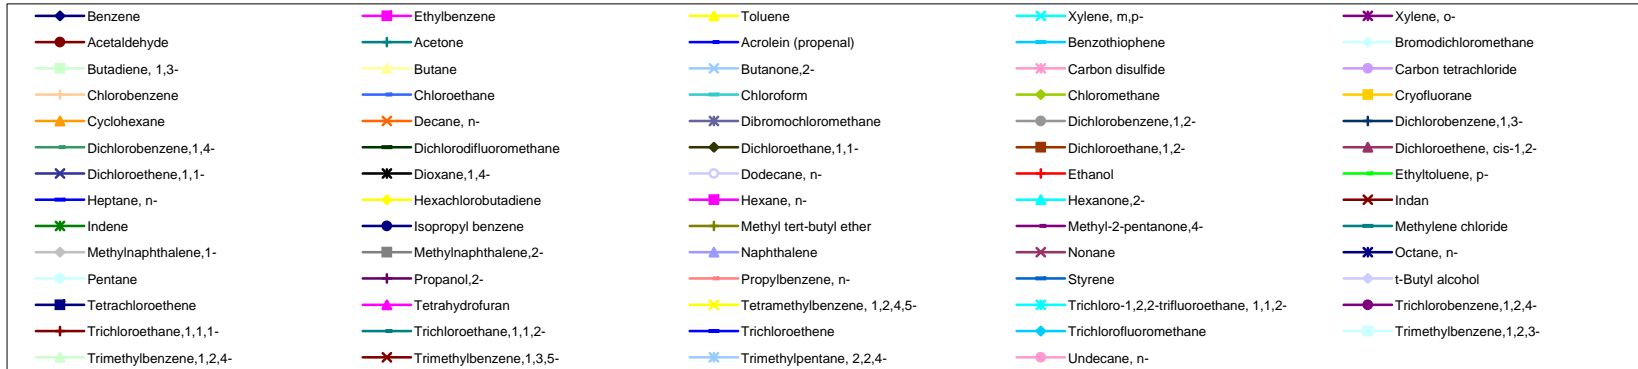 Benzene Ethylbenzene Toluene Xylene, m,p- Xylene, o-
Acetaldehyde Acetone Acrolein (propenal) Benzothiophene Bromodichloromethane
Butadiene, 1,3- Butane Butanone,2- Carbon disulfide Carbon tetrachloride
Chlorobenzene Chloroethane Chloroform Chloromethane Cryofluorane
Cyclohexane Decane, n- Dibromochloromethane Dichlorobenzene,1,2- Dichlorobenzene,1,3-
Dichlorobenzene,1,4- Dichlorodifluoromethane Dichloroethane,1,1- Dichloroethane,1,2- Dichloroethene, cis-1,2-
Dichloroethene,1,1- Dioxane,1,4- Dodecane, n- Ethanol Ethyltoluene, p-
Heptane, n- Hexachlorobutadiene Hexane, n- Hexanone,2- Indan
Indene Isopropyl benzene Methyl tert-butyl ether Methyl-2-pentanone,4- Methylene chloride
Methylnaphthalene,1- Methylnaphthalene,2- Naphthalene Nonane Octane, n-
Pentane Propanol,2- Propylbenzene, n- Styrene t-Butyl alcohol
Tetrachloroethene Tetrahydrofuran Tetramethylbenzene, 1,2,4,5- Trichloro-1,2,2-trifluoroethane, 1,1,2- Trichlorobenzene,1,2,4-
Trichloroethane,1,1,1- Trichloroethane,1,1,2- Trichloroethene Trichlorofluoromethane Trimethylbenzene,1,2,3-
Trimethylbenzene,1,2,4- Trimethylbenzene,1,3,5- Trimethylpentane, 2,2,4- Undecane, n-